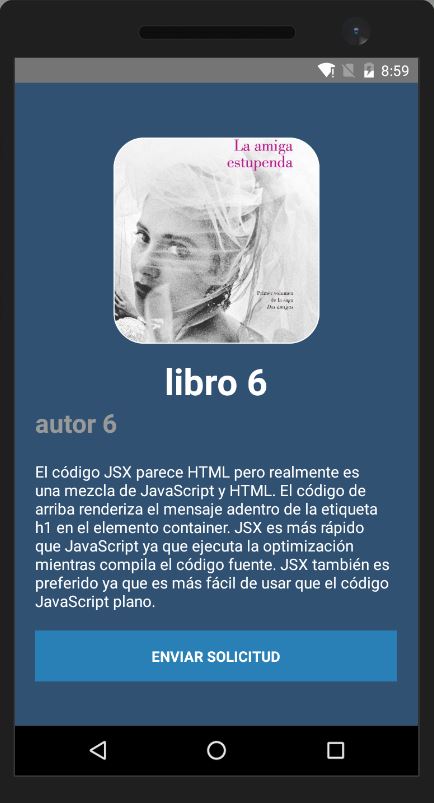 8:59
La amiga
estupenda
Primer volumen
de la saga
Dos amigas
libro 6
autor 6
El código JSX parece HTML pero realmente es
una mezcla de JavaScript y HTML. El código de
arriba renderiza el mensaje adentro de la etiqueta
h1 en el elemento container. JSX es más rápido
que JavaScript ya que ejecuta la optimización
mientras compila el código fuente. JSX también es
preferido ya que es más fácil de usar que el código
JavaScript plano.
ENVIAR SOLICITUD